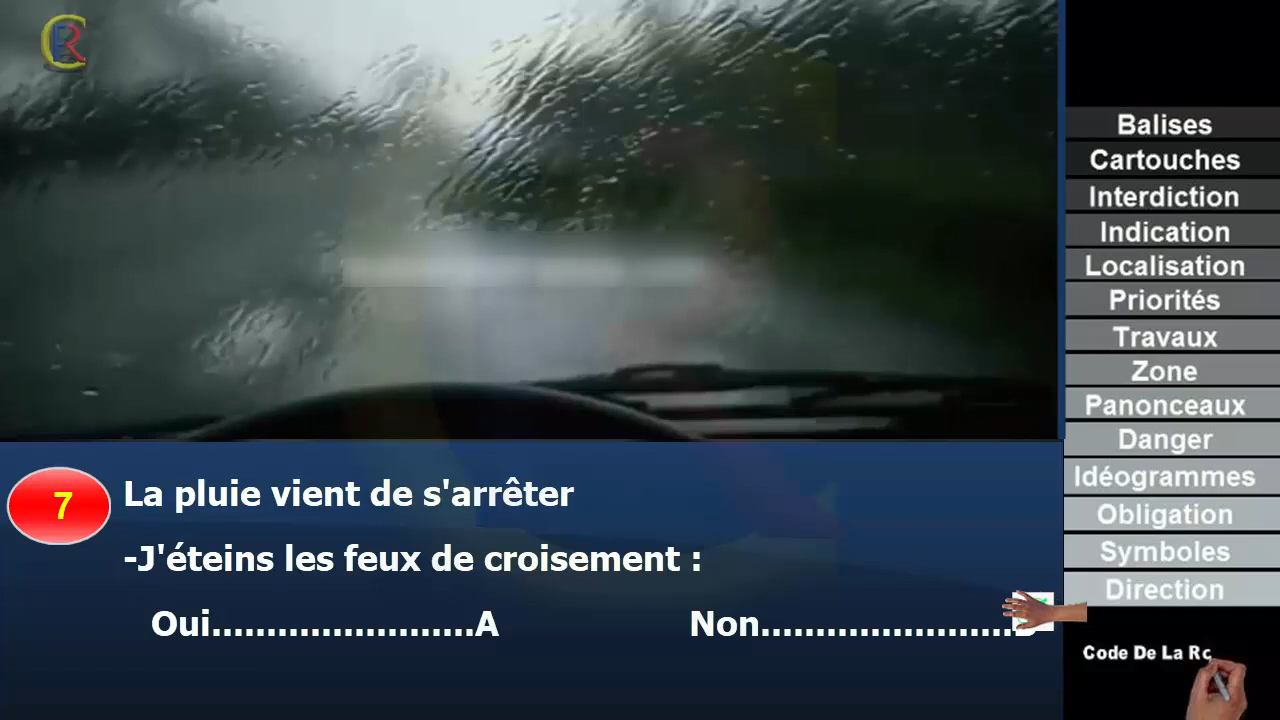 La pluie vient de s'arrêter
-J'éteins les feux de croisement :
Oui........................A
Non.......................
7
Balises
Cartouches
Interdiction
Indication
Localisation
Priorités
Travaux
Zone
Panonceaux
Danger
Idéogrammes
Obligation
Symboles
Direction
Code De La